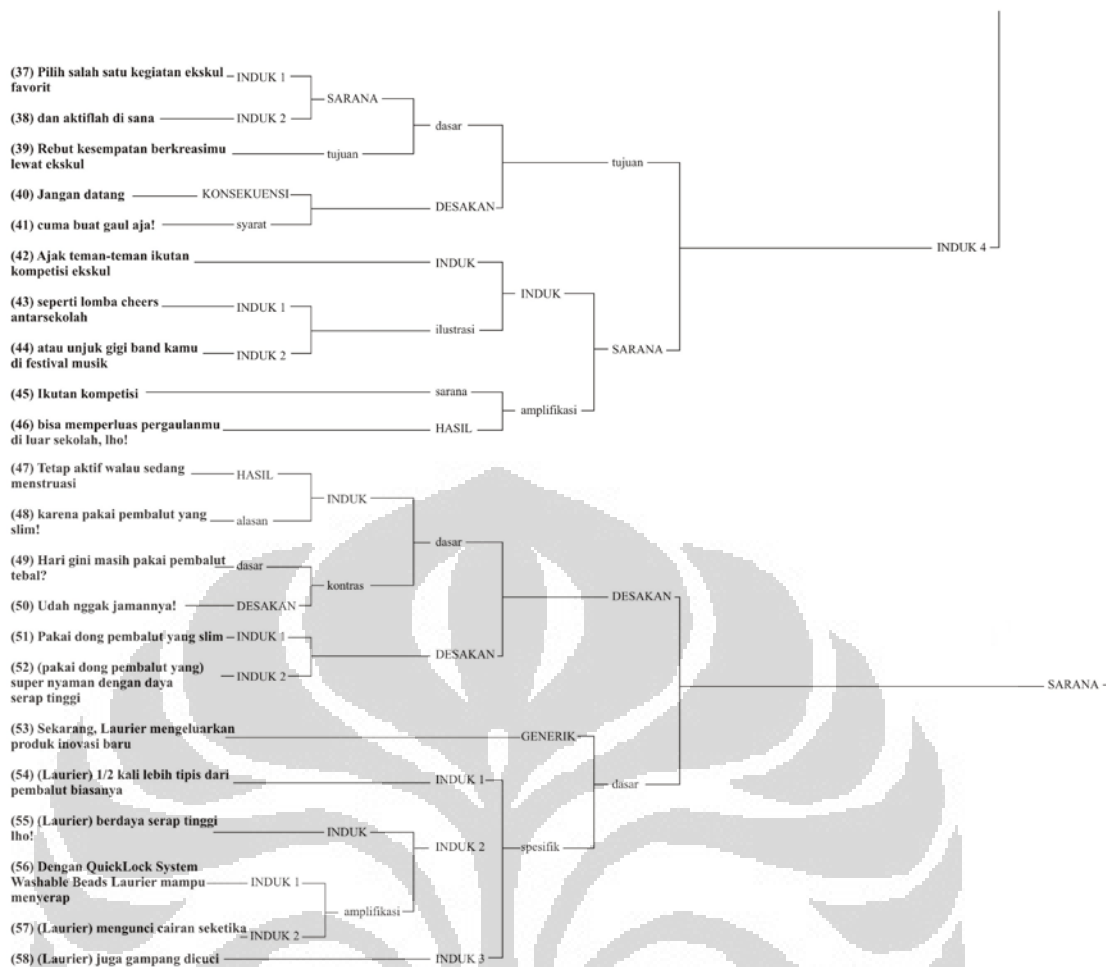 (37) Pilih salah satu kegiatan ekskul
favorit
INDUK 1
SARANA
(38) dan aktiflah di sana
INDUK 2
dasar
(39) Rebut kesempatan berkreasimu
lewat ekskul
tujuan
tujuan
(40) Jangan datang
KONSEKUENSI
DESAKAN
(41) cuma buat gaul aja!
syarat
INDUK 4
(42) Ajak teman-teman ikutan
kompetisi ekskul
INDUK
INDUK
(43) seperti lomba cheers
antarsekolah
INDUK 1
ilustrasi
(44) atau unjuk gigi band kamu
di festival musik
INDUK 2
SARANA
(45) Ikutan kompetisi
sarana
amplifikasi
(46) bisa memperluas pergaulanmu
di luar sekolah, lho!
HASIL
(47) Tetap aktif walau sedang
menstruasi
HASIL
INDUK
(48) karena pakai pembalut yang
slim!
alasan
dasar
(49) Hari gini masih pakai pembalut
tebal?
dasar
kontras
(50) Udah nggak jamannya!
DESAKAN
DESAKAN
(51) Pakai dong pembalut yang slim
INDUK 1
DESAKAN
(52) (pakai dong pembalut yang)
super nyaman dengan daya
serap tinggi
INDUK 2
SARANA
(53) Sekarang, Laurier mengeluarkan
produk inovasi baru
GENERIK
(54) (Laurier) 1/2 kali lebih tipis dari
pembalut biasanya
INDUK 1
dasar
(55) (Laurier) berdaya serap tinggi
lho!
INDUK
INDUK 2
spesifik
(56) Dengan QuickLock System
Washable Beads Laurier mampu
menyerap
INDUK 1
amplifikasi
(57) (Laurier) mengunci cairan seketika
INDUK 2
(58) (Laurier) juga gampang dicuci
INDUK 3